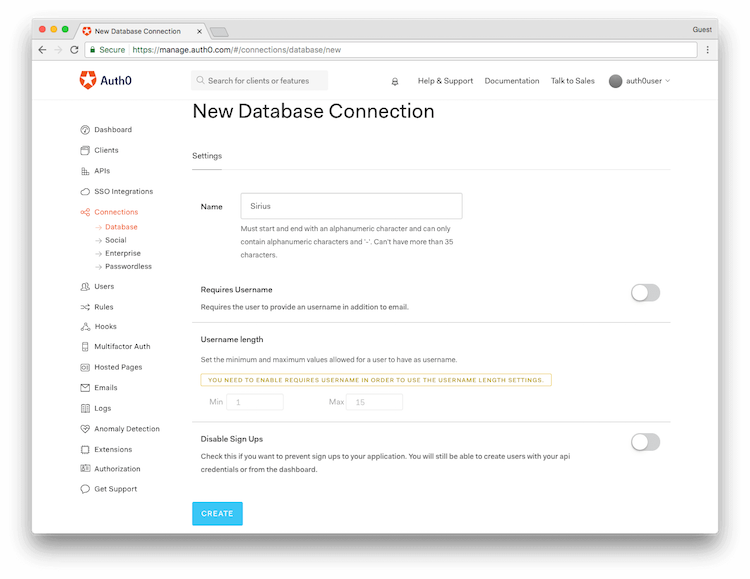 New Database Connection
Guest
Secure https://manage.auth0.com/#/connections/database/new
Auth0
Search for clients or features
Help & Support
Documentation
Talk to Sales
auth0user
New Database Connection
Dashboard
Clients
APIs
SSO Integrations
Connections
Database
Social
Enterprise
Passwordless
Users
Rules
Hooks
Multifactor Auth
Hosted Pages
Emails
Logs
Anomaly Detection
Extensions
Authorization
Get Support
Settings
Name
Sirius
Must start and end with an alphanumeric character and can only
contain alphanumeric characters and '-'. Can't have more than 35
characters.
Requires Username
Requires the user to provide an username in addition to email.
Username length
Set the minimum and maximum values allowed for a user to have as username.
YOU NEED TO ENABLE REQUIRES USERNAME IN ORDER TO USE THE USERNAME LENGTH SETTINGS.
Min 1
Max 15
Disable Sign Ups
Check this if you want to prevent sign ups to your application. You will still be able to create users with your api
credentials or from the dashboard.
CREATE